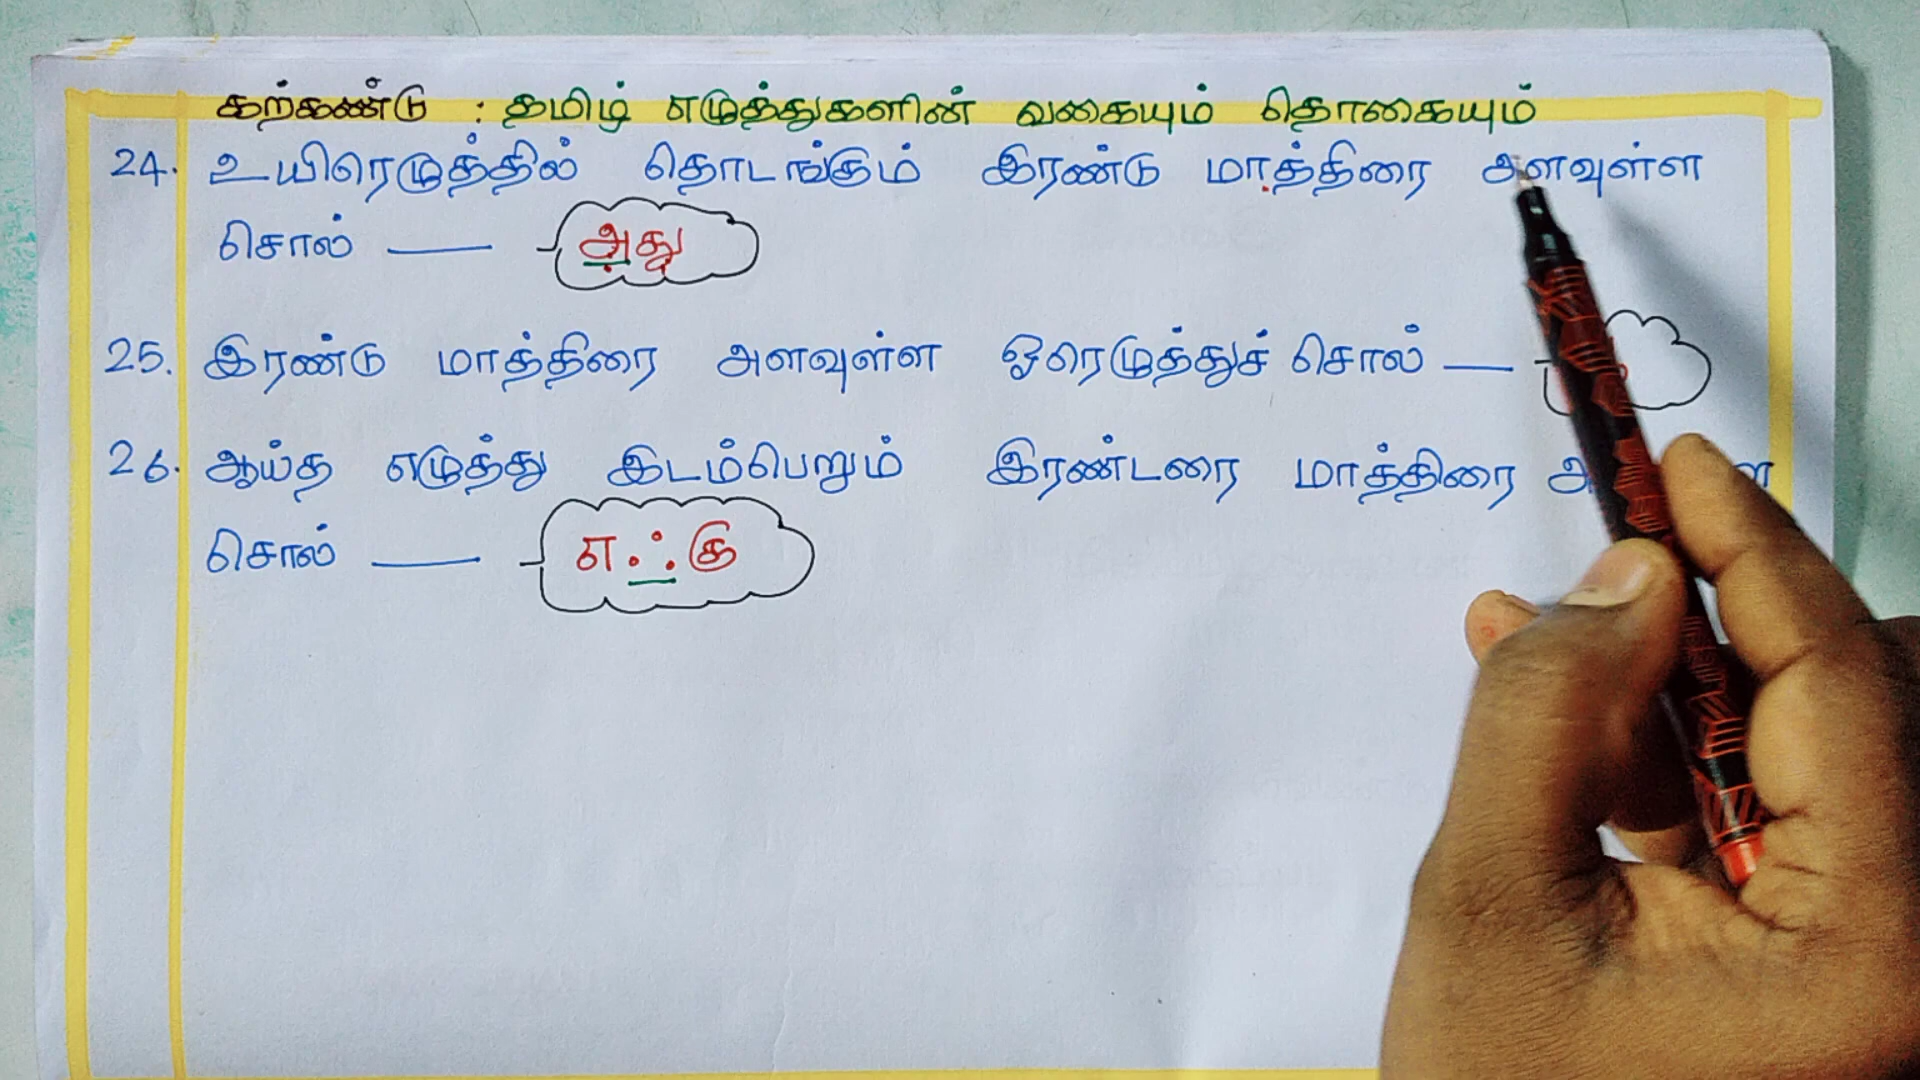 கற்கண்டு : தமிழ் எழுத்துகளின் வகையும் தொகையும்
24. உயிரெழுத்தில் தொடங்கும் இரண்டு மாத்திரை அளவுள்ள
சொல் அது
25. இரண்டு மாத்திரை அளவுள்ள ஓரெழுத்துச் சொல்
26. ஆய்த எழுத்து இடம்பெறும் இரண்டரை மாத்திரை
சொல் எஃகு